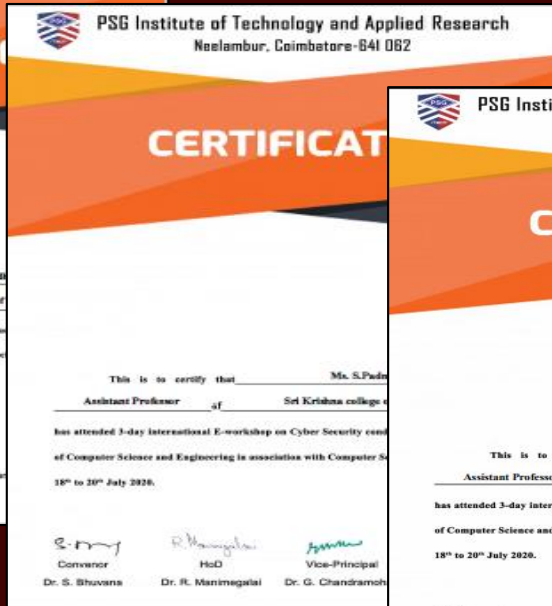 PSG Institute of Technology and Applied Research
Neelambur, Coimbatore-641 062
CERTIFICAT
This is to certify that Ms. S.Padm
Assistant Professor of Sri Krishna college o
has attended 3-day international E-workshop on Cyber Security cond
of Computer Science and Engineering in association with Computer S
18th to 20th July 2020.
Convenor HoD Vice-Principal
Dr. S. Bhuvana Dr. R. Manimegalai Dr. G. Chandramoh
PSG Insti
C
This is to
Assistant Professo
has attended 3-day inter
of Computer Science and
18th to 20th July 2020.